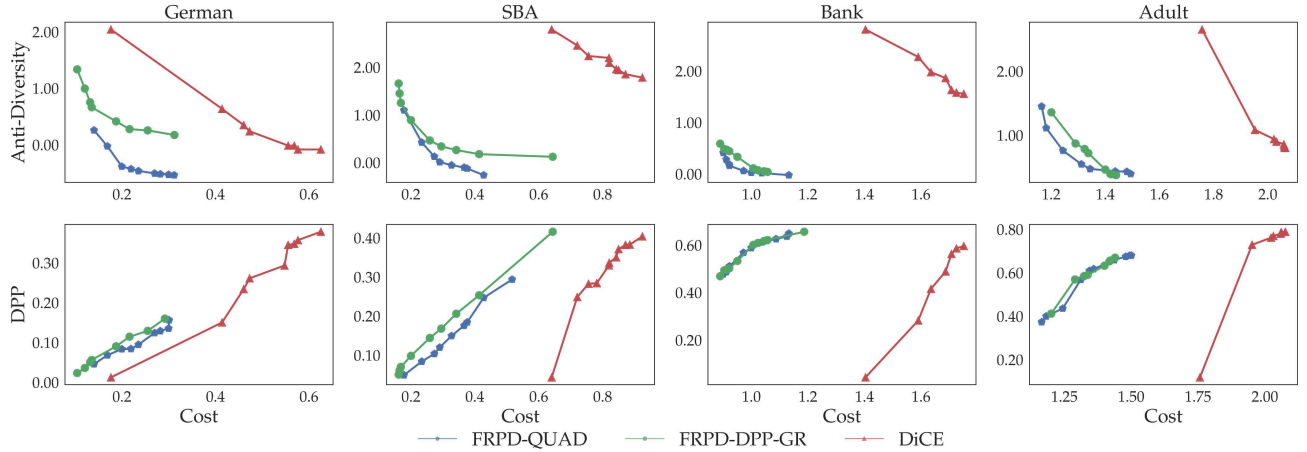 German SBA Bank Adult
Anti-Diversity
2.00 1.00 0.00
0.2 0.4 0.6
2.00 1.00 0.00
0.2 0.4 0.6 0.8
2.00 1.00 0.00
1.0 1.2 1.4 1.6
2.00 1.00
1.2 1.4 1.6 1.8 2.0
DPP
0.30 0.20 0.10 0.00
0.2 0.4 0.6
0.40 0.30 0.20 0.10
0.2 0.4 0.6 0.8
0.60 0.40 0.20
1.0 1.2 1.4 1.6
0.80 0.60 0.40 0.20
1.25 1.50 1.75 2.00
Cost Cost Cost Cost
FRPD-QUAD FRPD-DPP-GR DiCE